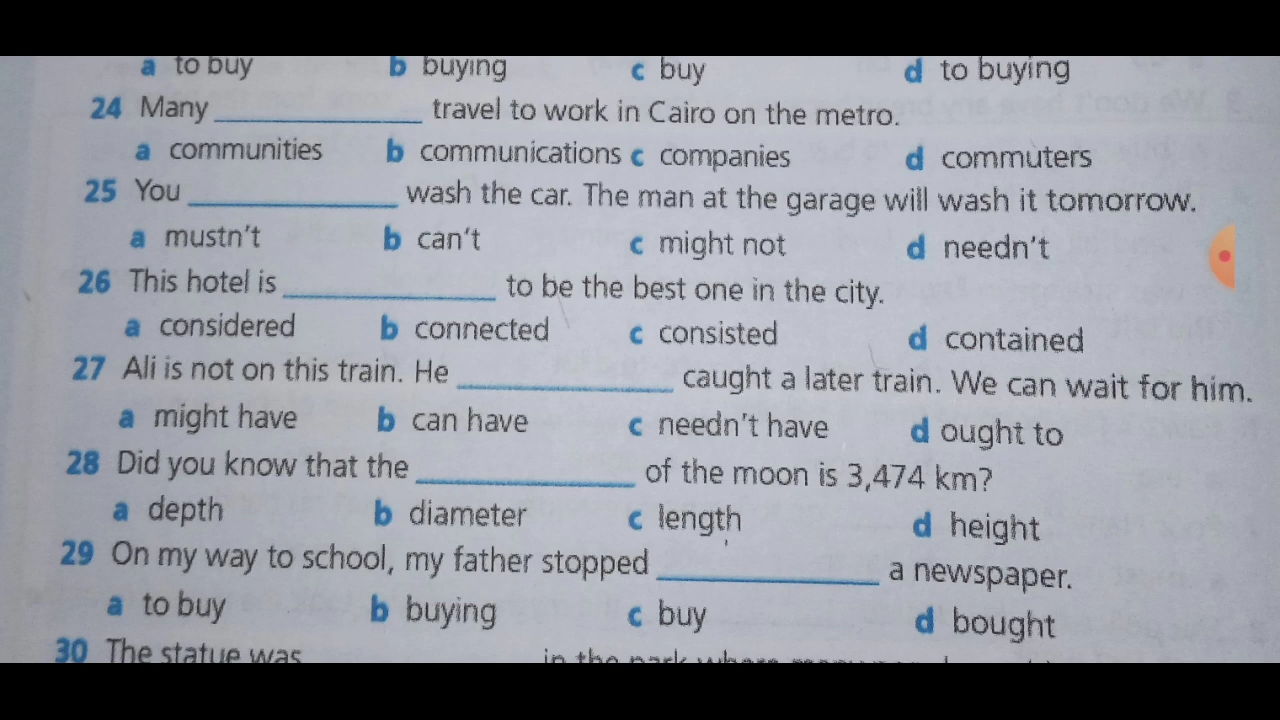 a to buy b buying c buy d to buying
24 Many ____________ travel to work in Cairo on the metro.
a communities b communications c companies d commuters
25 You ____________ wash the car. The man at the garage will wash it tomorrow.
a mustn't b can't c might not d needn't
26 This hotel is ____________ to be the best one in the city.
a considered b connected c consisted d contained
27 Ali is not on this train. He ____________ caught a later train. We can wait for him.
a might have b can have c needn't have d ought to
28 Did you know that the ____________ of the moon is 3,474 km?
a depth b diameter c length d height
29 On my way to school, my father stopped ____________ a newspaper.
a to buy b buying c buy d bought
30 The statue was ____________ in the park where many